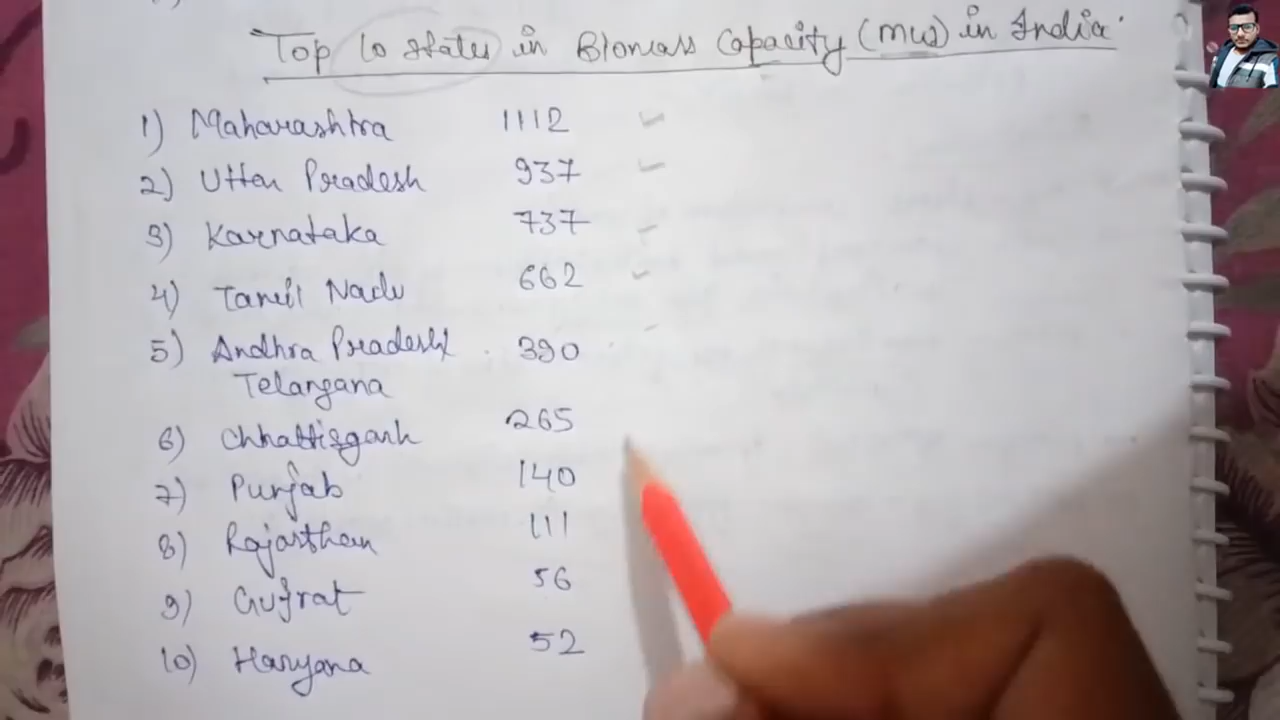 Top 10 States in Biomass Capacity (MW) in India
1) Maharashtra 1112
2) Uttar Pradesh 937
3) Karnataka 737
4) Tamil Nadu 662
5) Andhra Pradesh & 390
Telangana
6) Chhattisgarh 265
7) Punjab 140
8) Rajasthan 111
9) Gujrat 56
10) Haryana 52